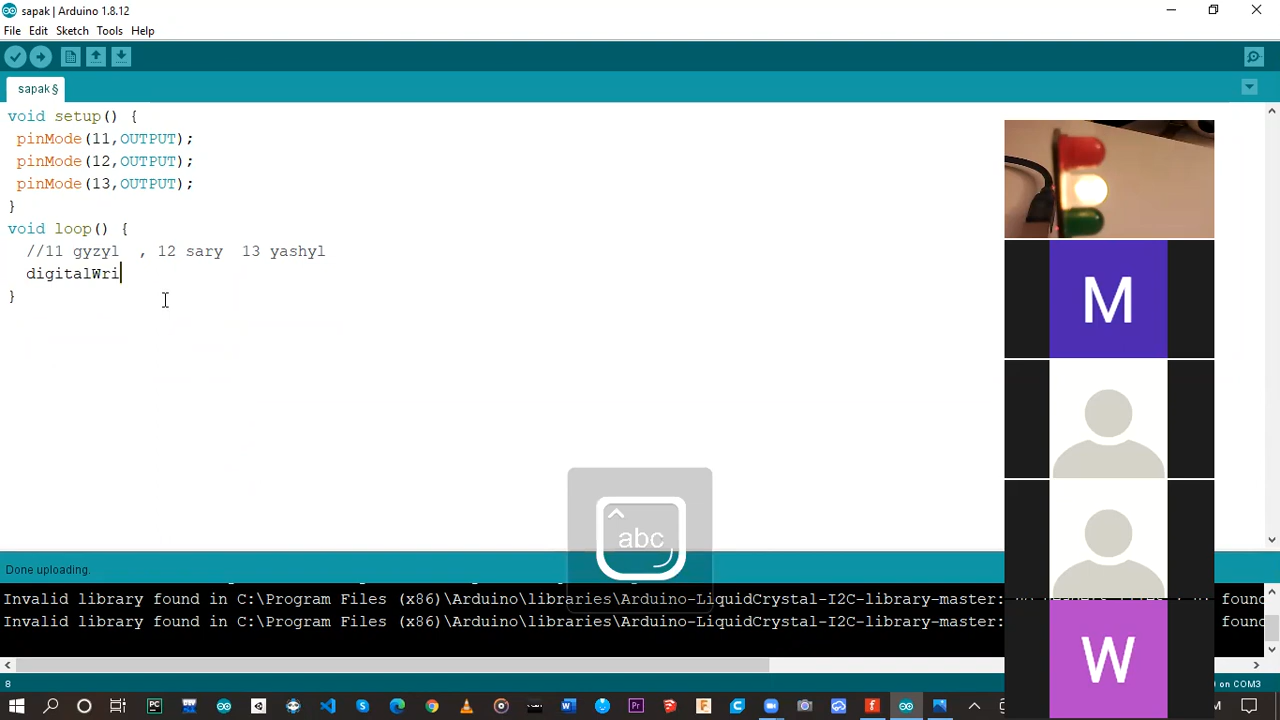 sapak | Arduino 1.8.12
File Edit Sketch Tools Help
sapak §
void setup() {
pinMode(11,OUTPUT);
pinMode(12,OUTPUT);
pinMode(13,OUTPUT);
}
void loop() {
//11 gyzyl , 12 sary 13 yashyl
digitalWri
}
M
abc
Done uploading.
Invalid library found in C:\Program Files (x86)\Arduino\libraries\Arduino-LiquidCrystal-I2C-library-master: found
Invalid library found in C:\Program Files (x86)\Arduino\libraries\Arduino-LiquidCrystal-I2C-library-master: found
W
8
on COM3